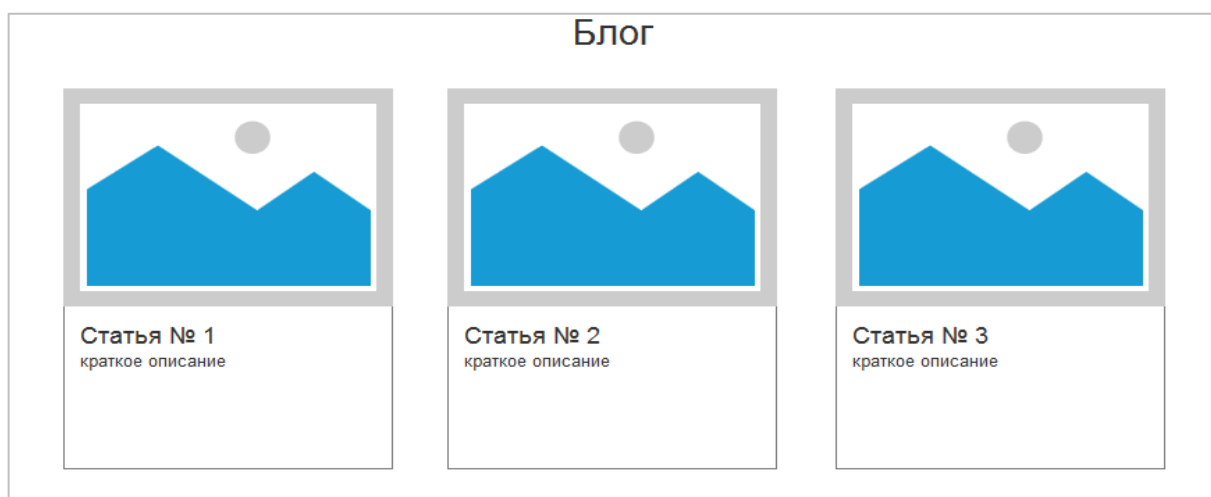 Блог
Статья № 1
краткое описание
Статья № 2
краткое описание
Статья № 3
краткое описание